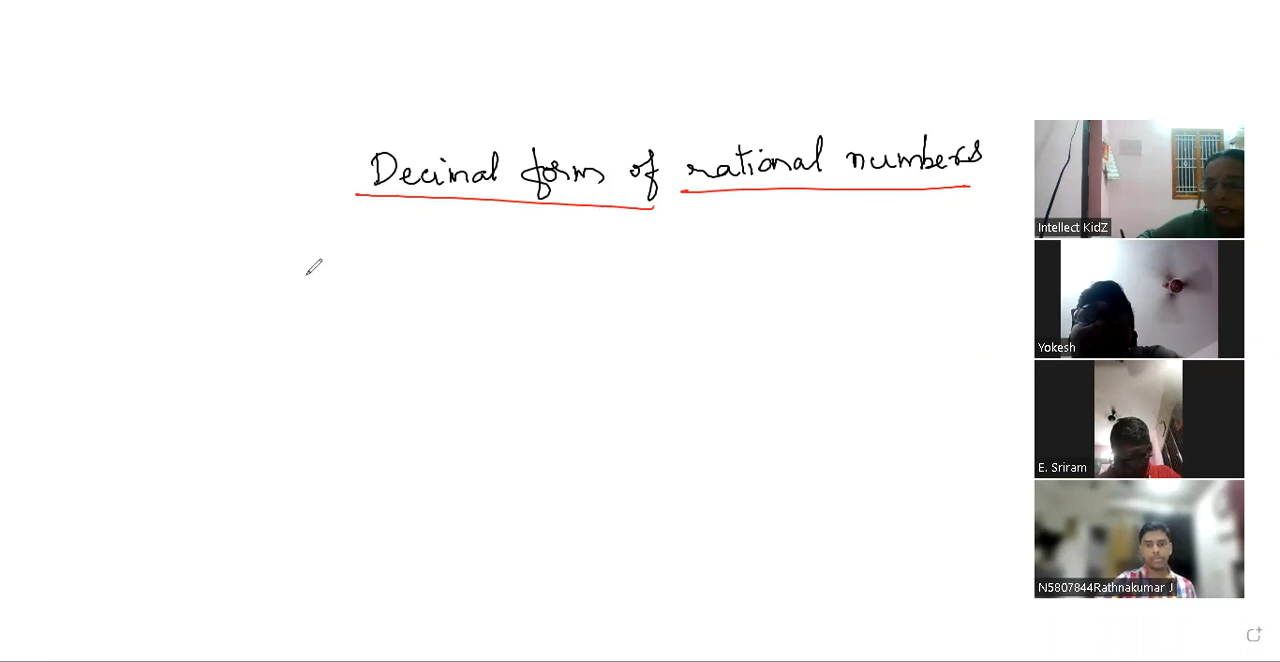 Decimal form of rational numbers
Intellect KidZ
Yokesh
E. Sriram
N5807844Rathnakumar J